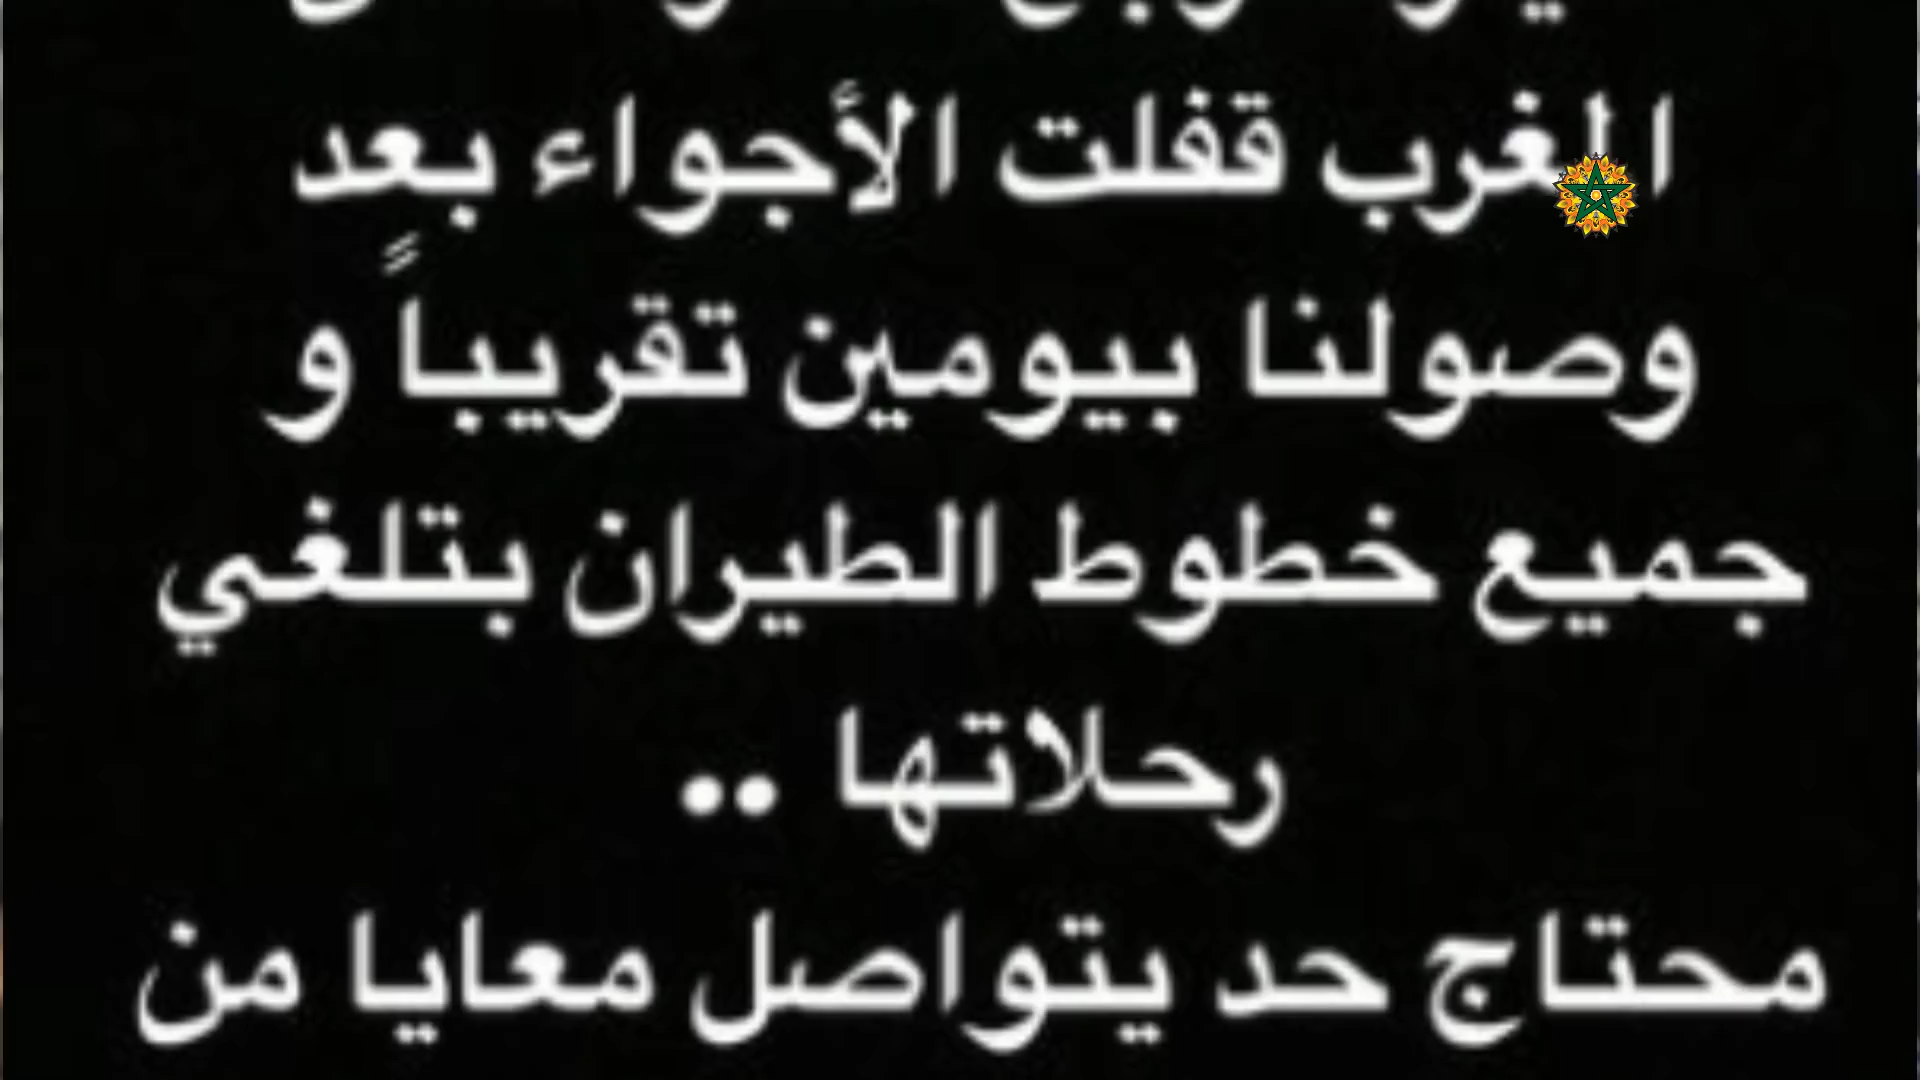 المغرب قفلت الأجواء بعد
وصولنا بيومين تقريباً و
جميع خطوط الطيران بتلغي
رحلاتها ..
محتاج حد يتواصل معايا من